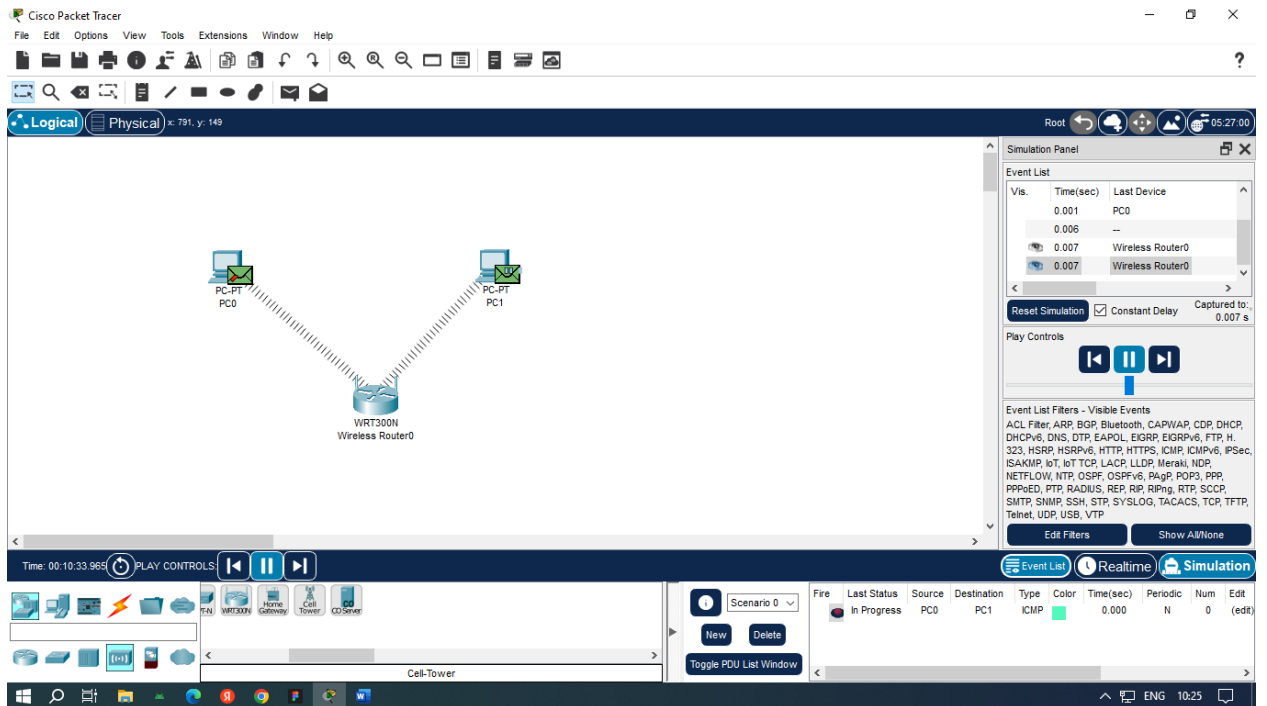 Cisco Packet Tracer
File Edit Options View Tools Extensions Window Help
?
Logical Physical x: 791, y: 149 Root 05:27:00
Simulation Panel
Event List
Vis. Time(sec) Last Device
0.001 PC0
0.006 --
0.007 Wireless Router0
0.007 Wireless Router0
Reset Simulation Constant Delay Captured to:
0.007 s
Play Controls
PC-PT
PC0
PC-PT
PC1
WRT300N
Wireless Router0
Event List Filters - Visible Events
ACL Filter, ARP, BGP, Bluetooth, CAPWAP, CDP, DHCP,
DHCPv6, DNS, DTP, EAPOL, EIGRP, EIGRPv6, FTP, H.
323, HSRP, HSRPv6, HTTP, HTTPS, ICMP, ICMPv6, IPSec,
ISAKMP, IoT, IoT TCP, LACP, LLDP, Meraki, NDP,
NETFLOW, NTP, OSPF, OSPFv6, PAgP, POP3, PPP,
PPPoED, PTP, RADIUS, REP, RIP, RIPng, RTP, SCCP,
SMTP, SNMP, SSH, STP, SYSLOG, TACACS, TCP, TFTP,
Telnet, UDP, USB, VTP
Edit Filters Show All/None
Time: 00:10:33.965 PLAY CONTROLS: Event List Realtime Simulation
WRT300N Home Gateway Cell Tower CO Server
Cell-Tower
Scenario 0
New Delete
Toggle PDU List Window
Fire Last Status Source Destination Type Color Time(sec) Periodic Num Edit
In Progress PC0 PC1 ICMP 0.000 N 0 (edit)
ENG 10:25